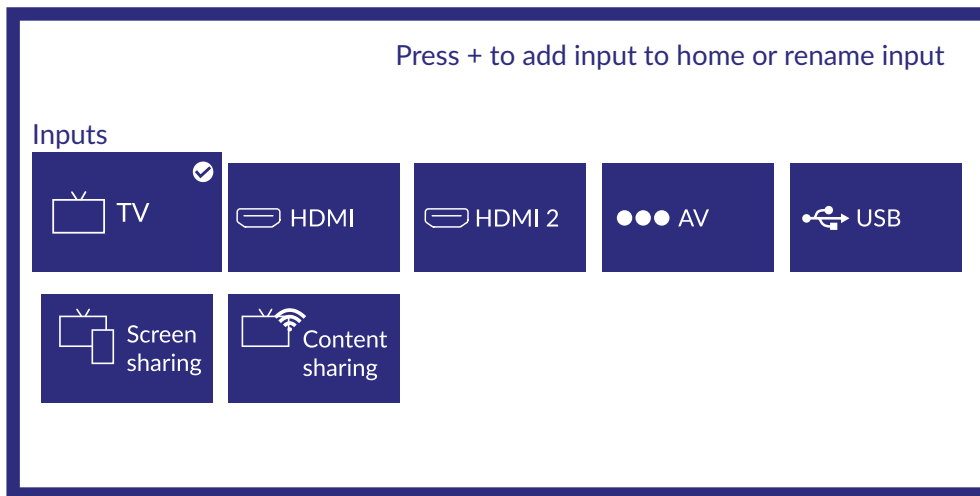 Press + to add input to home or rename input
Inputs
TV
HDMI
HDMI 2
AV
USB
Screen
sharing
Content
sharing